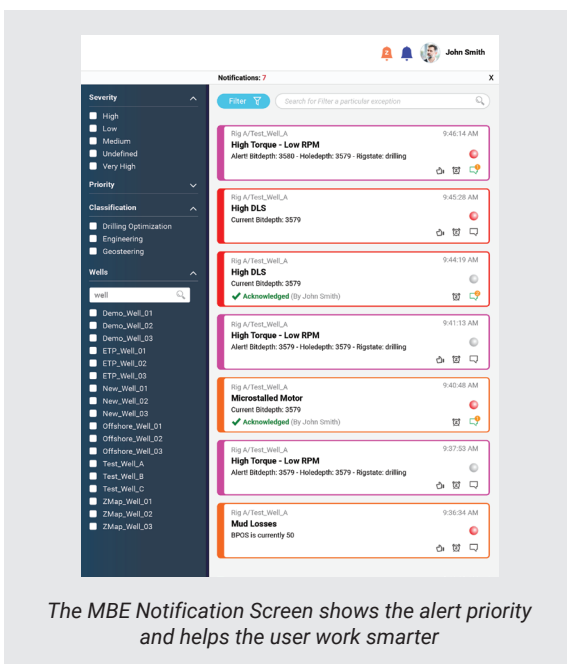 John Smith
Notifications: 7
X
Severity
High
Low
Medium
Undefined
Very High
Priority
Classification
Drilling Optimization
Engineering
Geosteering
Wells
well
Demo_Well_01
Demo_Well_02
Demo_Well_03
ETP_Well_01
ETP_Well_02
ETP_Well_03
New_Well_01
New_Well_02
New_Well_03
Offshore_Well_01
Offshore_Well_02
Offshore_Well_03
Test_Well_A
Test_Well_B
Test_Well_C
ZMap_Well_01
ZMap_Well_02
ZMap_Well_03
Filter
Search for Filter a particular exception
Rig A/Test_Well_A 9:46:14 AM
High Torque - Low RPM
Alert! Bitdepth: 3580 - Holedepth: 3579 - Rigstate: drilling
Rig A/Test_Well_A 9:45:28 AM
High DLS
Current Bitdepth: 3579
Rig A/Test_Well_A 9:44:19 AM
High DLS
Current Bitdepth: 3579
Acknowledged (By John Smith)
Rig A/Test_Well_A 9:41:13 AM
High Torque - Low RPM
Alert! Bitdepth: 3579 - Holedepth: 3579 - Rigstate: drilling
Rig A/Test_Well_A 9:40:48 AM
Microstalled Motor
Current Bitdepth: 3579
Acknowledged (By John Smith)
Rig A/Test_Well_A 9:37:53 AM
High Torque - Low RPM
Alert! Bitdepth: 3579 - Holedepth: 3579 - Rigstate: drilling
Rig A/Test_Well_A 9:36:34 AM
Mud Losses
BPOS is currently 50
The MBE Notification Screen shows the alert priority
and helps the user work smarter